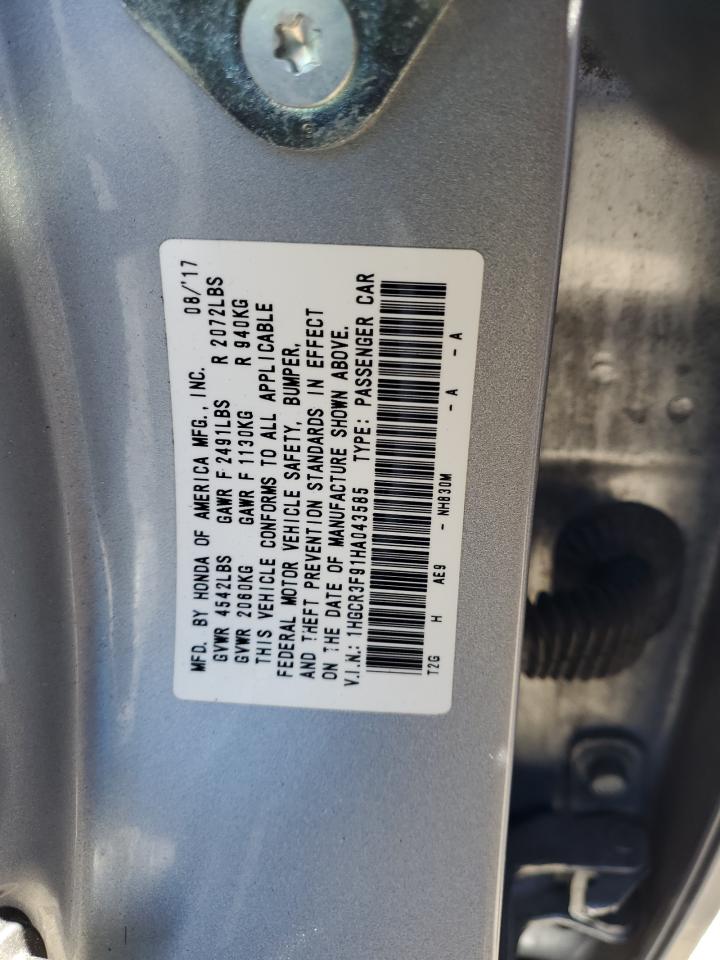 MFD. BY HONDA OF AMERICA MFG., INC. 08/'17
GVWR 4542LBS GAWR F 2491LBS R 2072LBS
GVWR 2060KG GAWR F 1130KG R 940KG
THIS VEHICLE CONFORMS TO ALL APPLICABLE
FEDERAL MOTOR VEHICLE SAFETY, BUMPER,
AND THEFT PREVENTION STANDARDS IN EFFECT
ON THE DATE OF MANUFACTURE SHOWN ABOVE.
V.I.N.: 1HGCR3F91HA043585 TYPE: PASSENGER CAR
T2G H AE9 - NH830M - A - A